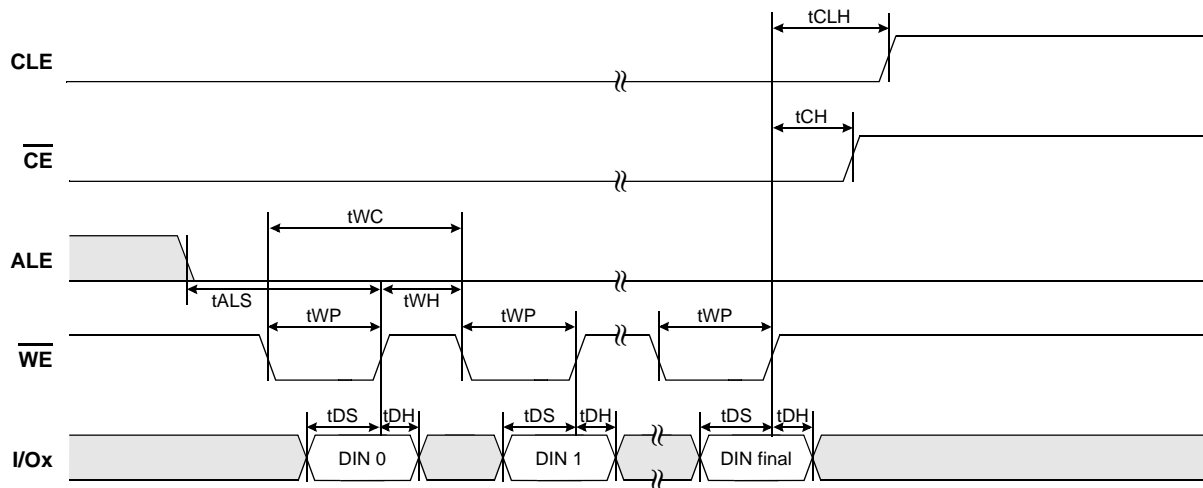 tCLH
CLE
tCH
CE
tWC
ALE
tALS tWH
tWP tWP tWP
WE
tDS tDH tDS tDH tDS tDH
I/Ox DIN 0 DIN 1 DIN final